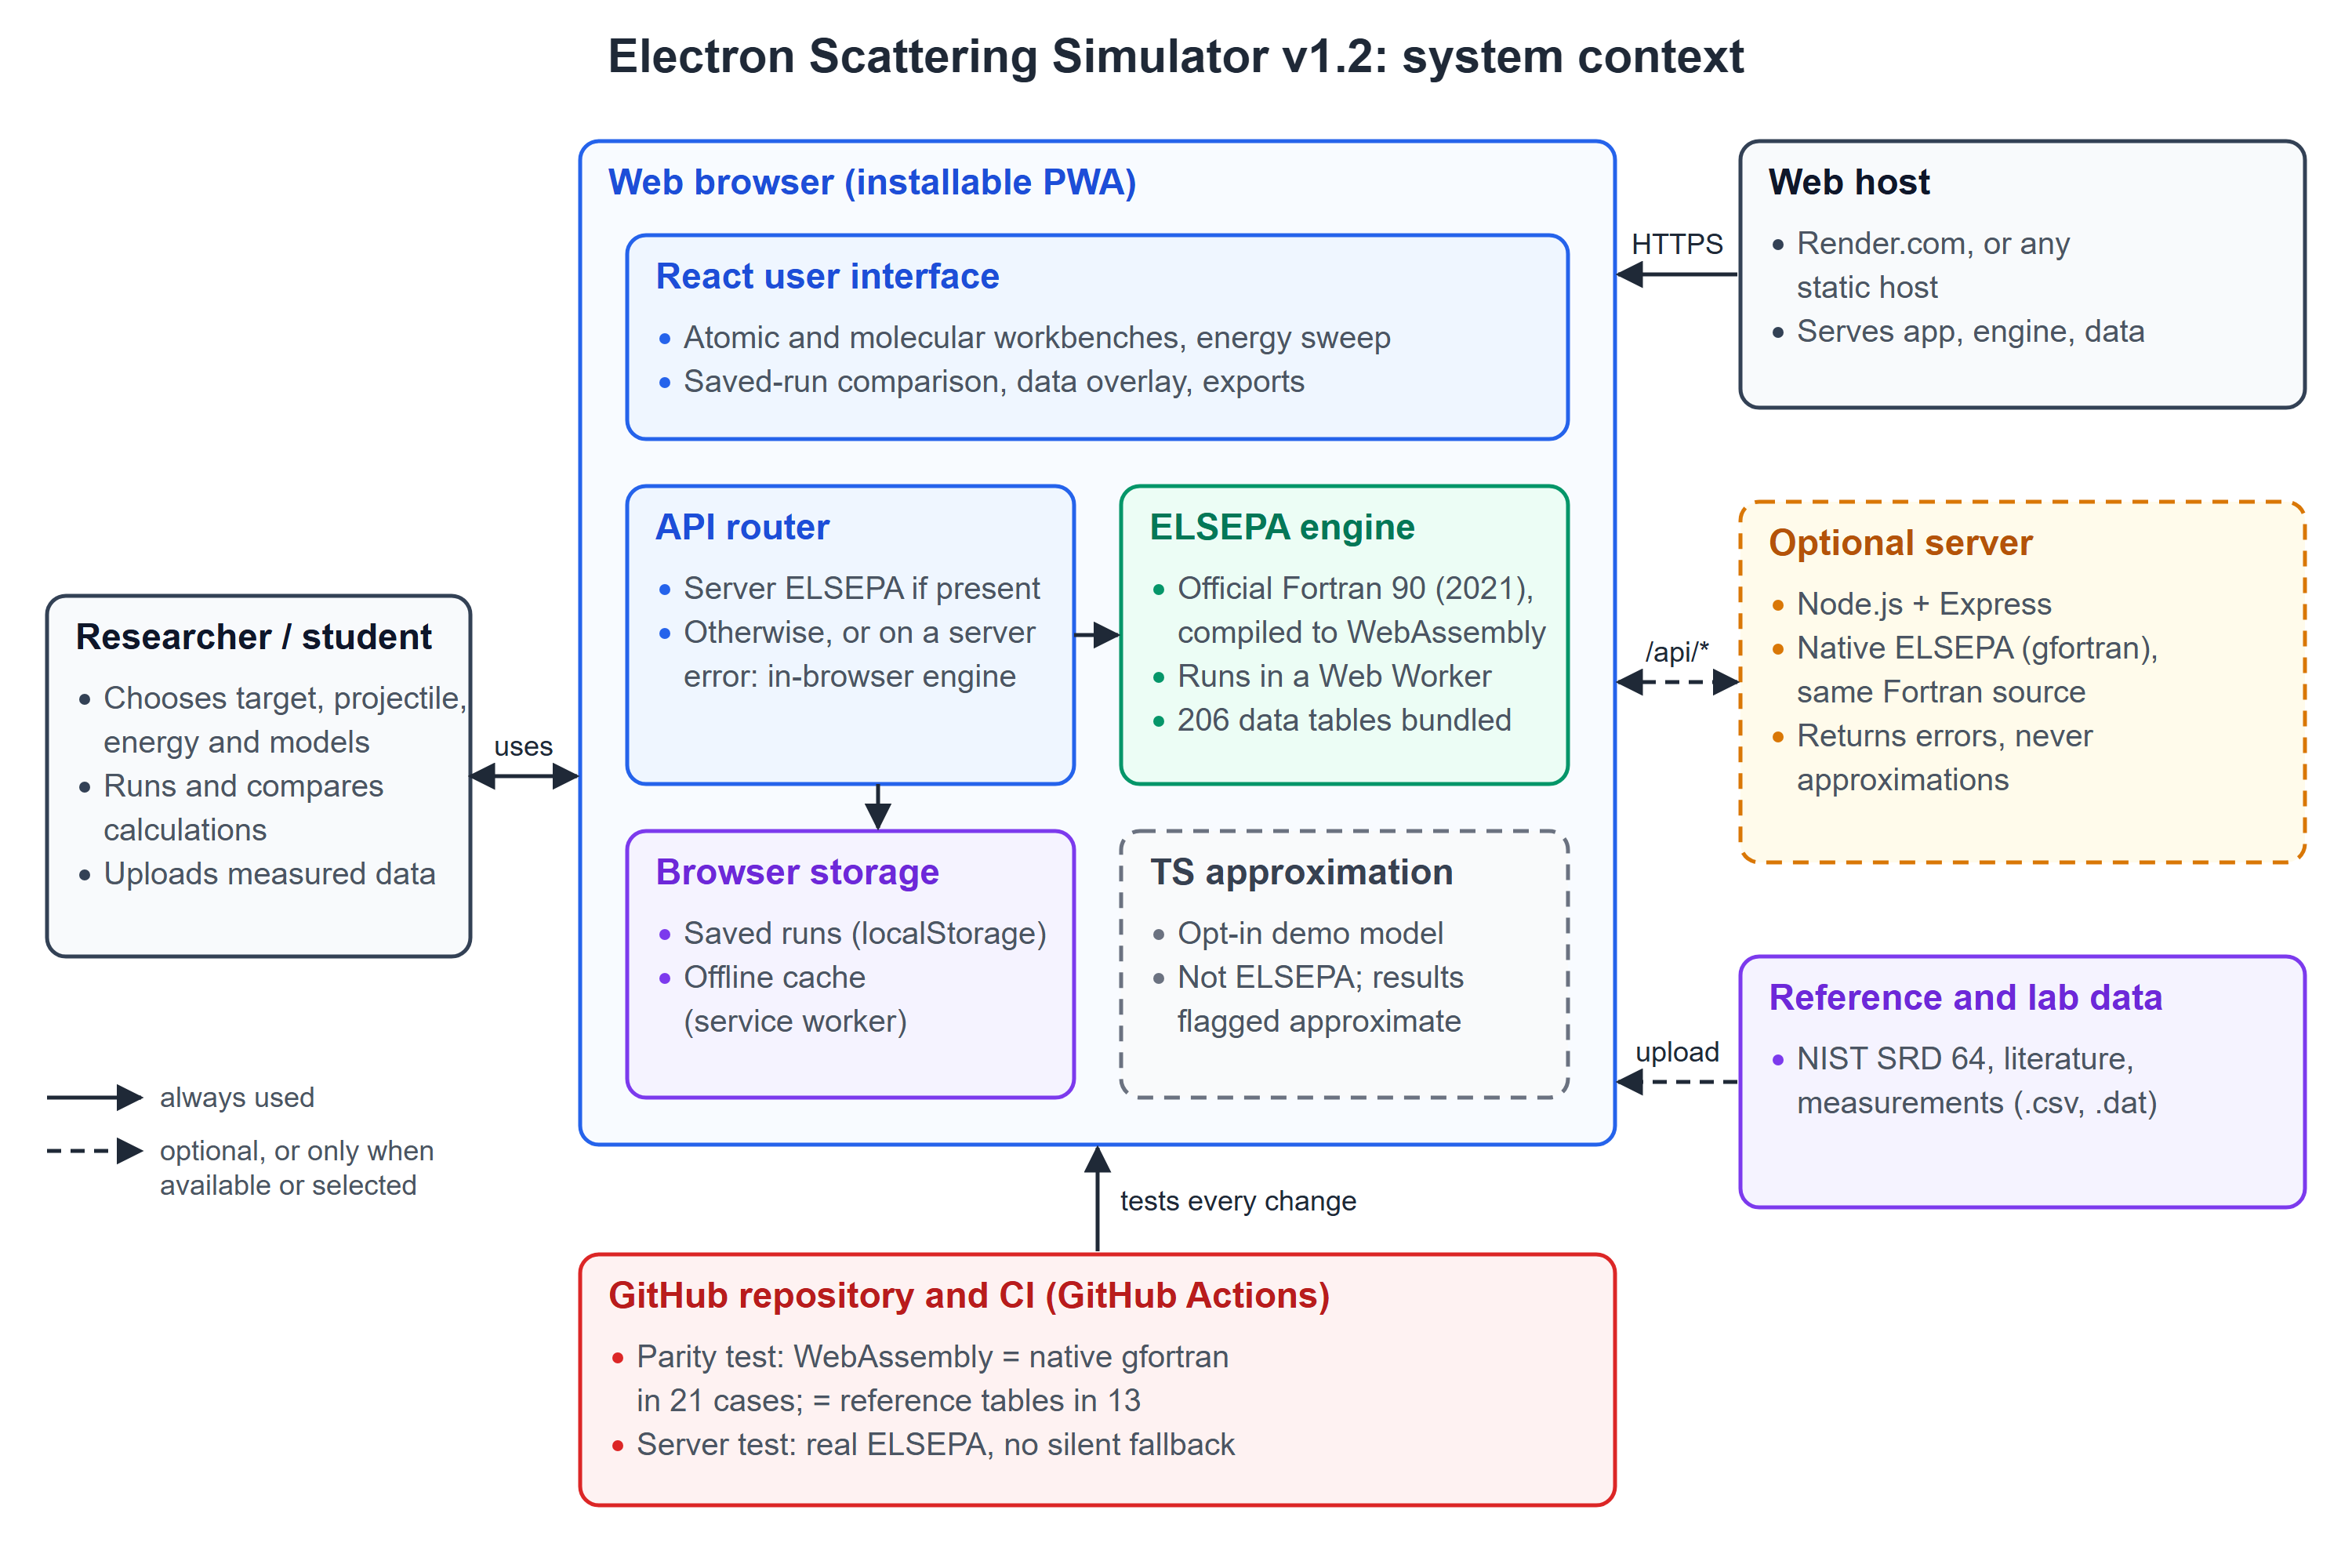 Electron Scattering Simulator v1.2: system context
Web browser (installable PWA)
React user interface
• Atomic and molecular workbenches, energy sweep
• Saved-run comparison, data overlay, exports
API router
• Server ELSEPA if present
• Otherwise, or on a server
error: in-browser engine
ELSEPA engine
• Official Fortran 90 (2021),
compiled to WebAssembly
• Runs in a Web Worker
• 206 data tables bundled
Browser storage
• Saved runs (localStorage)
• Offline cache
(service worker)
TS approximation
• Opt-in demo model
• Not ELSEPA; results
flagged approximate
Researcher / student
• Chooses target, projectile,
energy and models
• Runs and compares
calculations
• Uploads measured data
uses
always used
optional, or only when
available or selected
HTTPS
Web host
• Render.com, or any
static host
• Serves app, engine, data
/api/*
Optional server
• Node.js + Express
• Native ELSEPA (gfortran),
same Fortran source
• Returns errors, never
approximations
upload
Reference and lab data
• NIST SRD 64, literature,
measurements (.csv, .dat)
tests every change
GitHub repository and CI (GitHub Actions)
• Parity test: WebAssembly = native gfortran
in 21 cases; = reference tables in 13
• Server test: real ELSEPA, no silent fallback